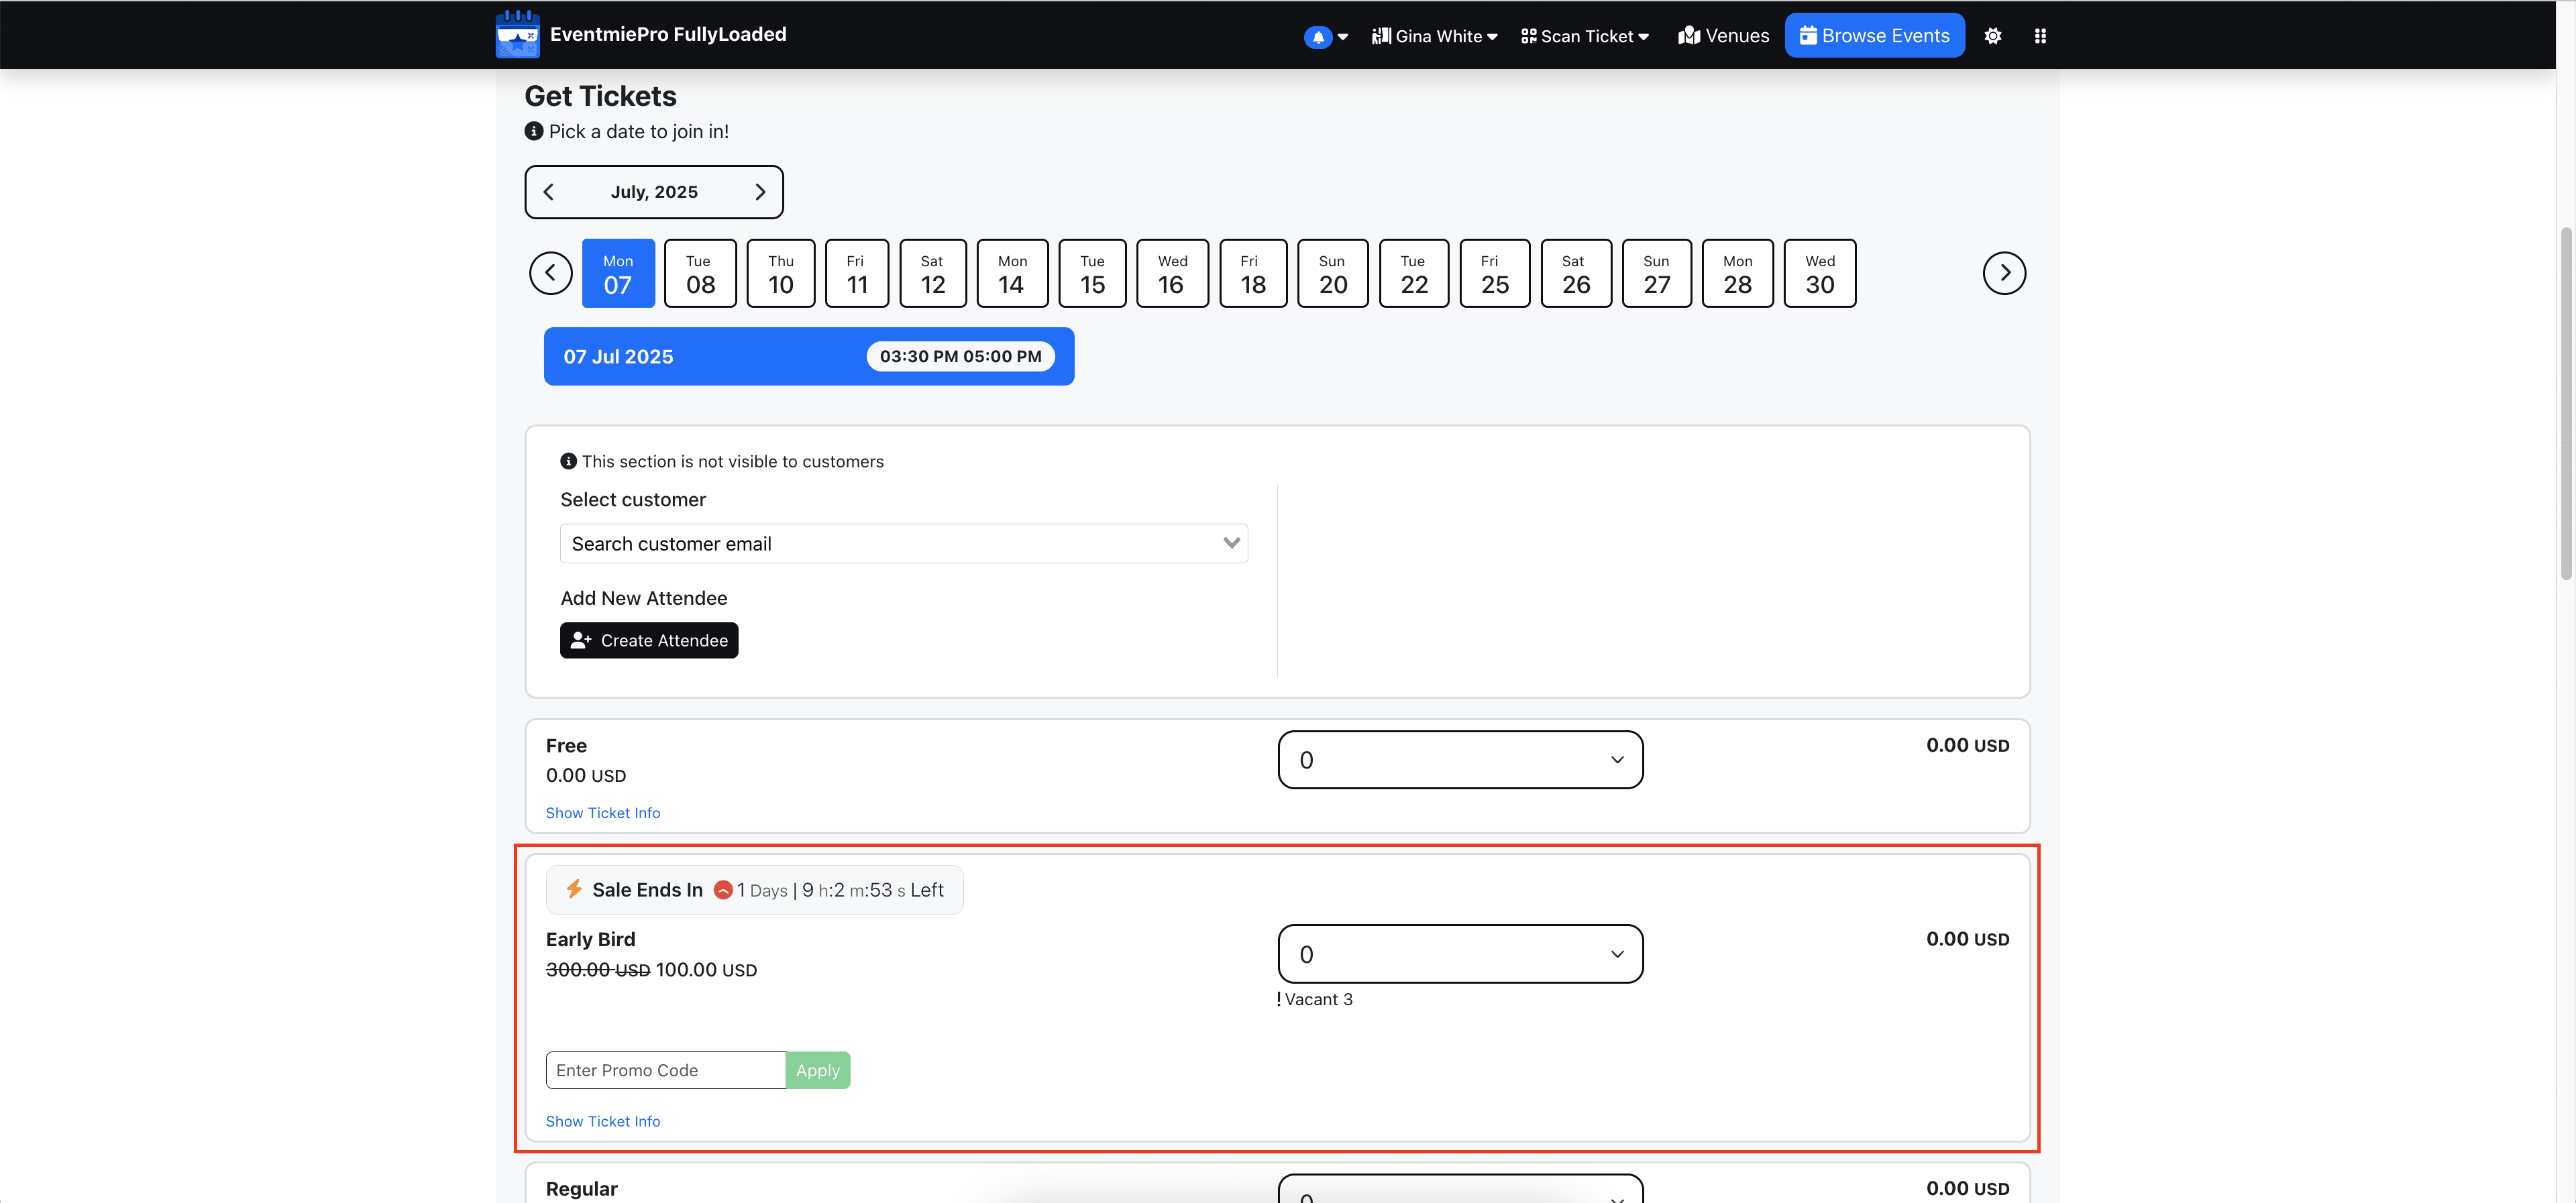 EventmiePro FullyLoaded
Gina White
Scan Ticket
Venues
Browse Events
Get Tickets
Pick a date to join in!
July, 2025
Mon 07
Tue 08
Thu 10
Fri 11
Sat 12
Mon 14
Tue 15
Wed 16
Fri 18
Sun 20
Tue 22
Fri 25
Sat 26
Sun 27
Mon 28
Wed 30
07 Jul 2025 03:30 PM 05:00 PM
This section is not visible to customers
Select customer
Search customer email
Add New Attendee
Create Attendee
Free
0.00 USD
0
0.00 USD
Show Ticket Info
Sale Ends In 1 Days | 9 h:2 m:53 s Left
Early Bird
300.00 USD 100.00 USD
0
! Vacant 3
0.00 USD
Enter Promo Code Apply
Show Ticket Info
Regular
0
0.00 USD